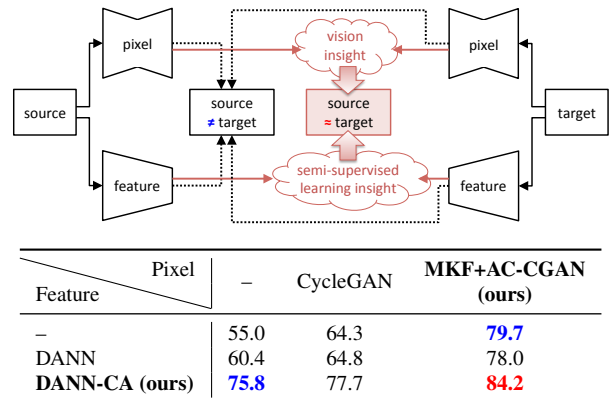 pixel
vision
insight
pixel
source
source
≠ target
source
≈ target
target
feature
semi-supervised
learning insight
feature
Pixel
Feature
–
CycleGAN
MKF+AC-CGAN
(ours)
– 55.0 64.3 79.7
DANN 60.4 64.8 78.0
DANN-CA (ours) 75.8 77.7 84.2